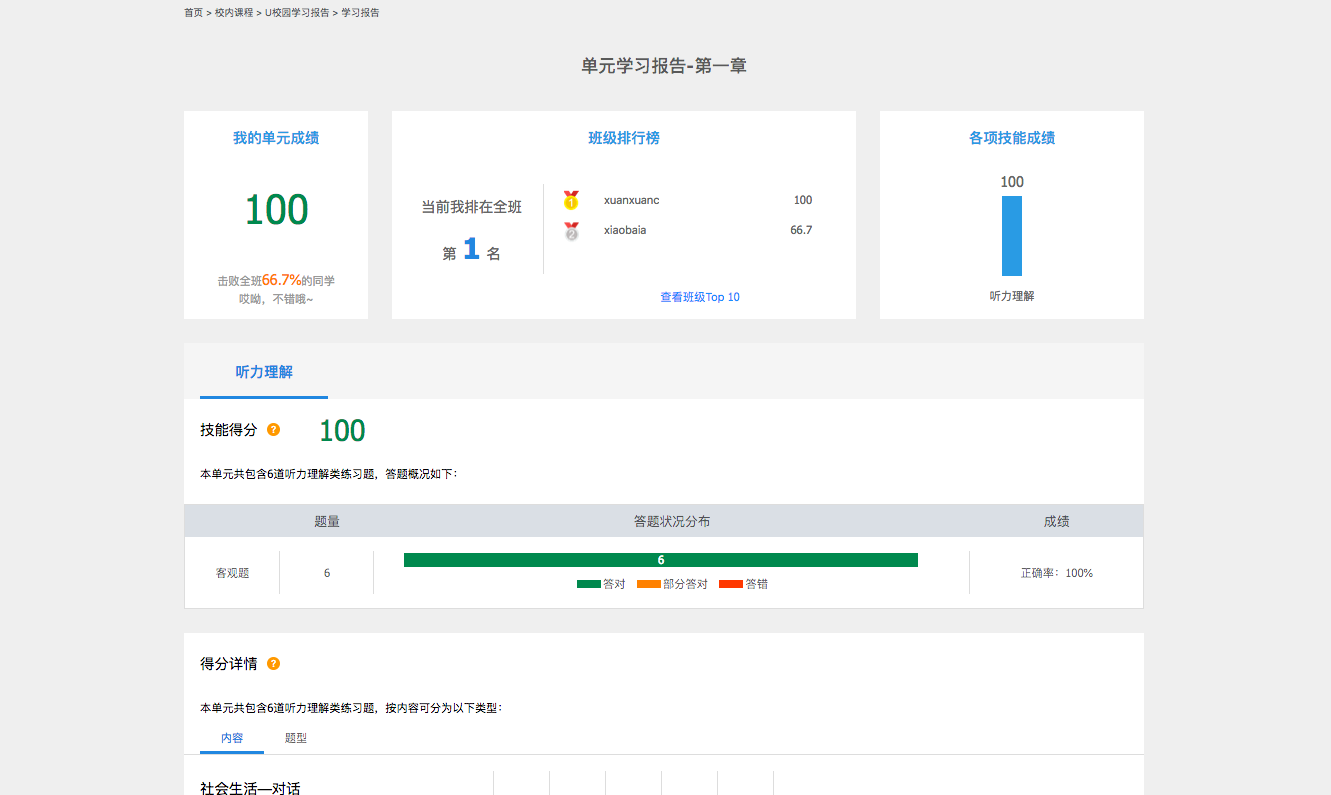 首页 > 校内课程 > U校园学习报告 > 学习报告
单元学习报告-第一章
我的单元成绩
100
击败全班66.7%的同学
哎呦，不错哦~
班级排行榜
当前我排在全班
第 1 名
1 xuanxuanc 100
2 xiaobaia 66.7
查看班级Top 10
各项技能成绩
100
听力理解
听力理解
技能得分 ? 100
本单元共包含6道听力理解类练习题，答题概况如下：
题量 答题状况分布 成绩
客观题 6 6 正确率：100%
答对 部分答对 答错
得分详情 ?
本单元共包含6道听力理解类练习题，按内容可分为以下类型：
内容 题型
社会生活—对话